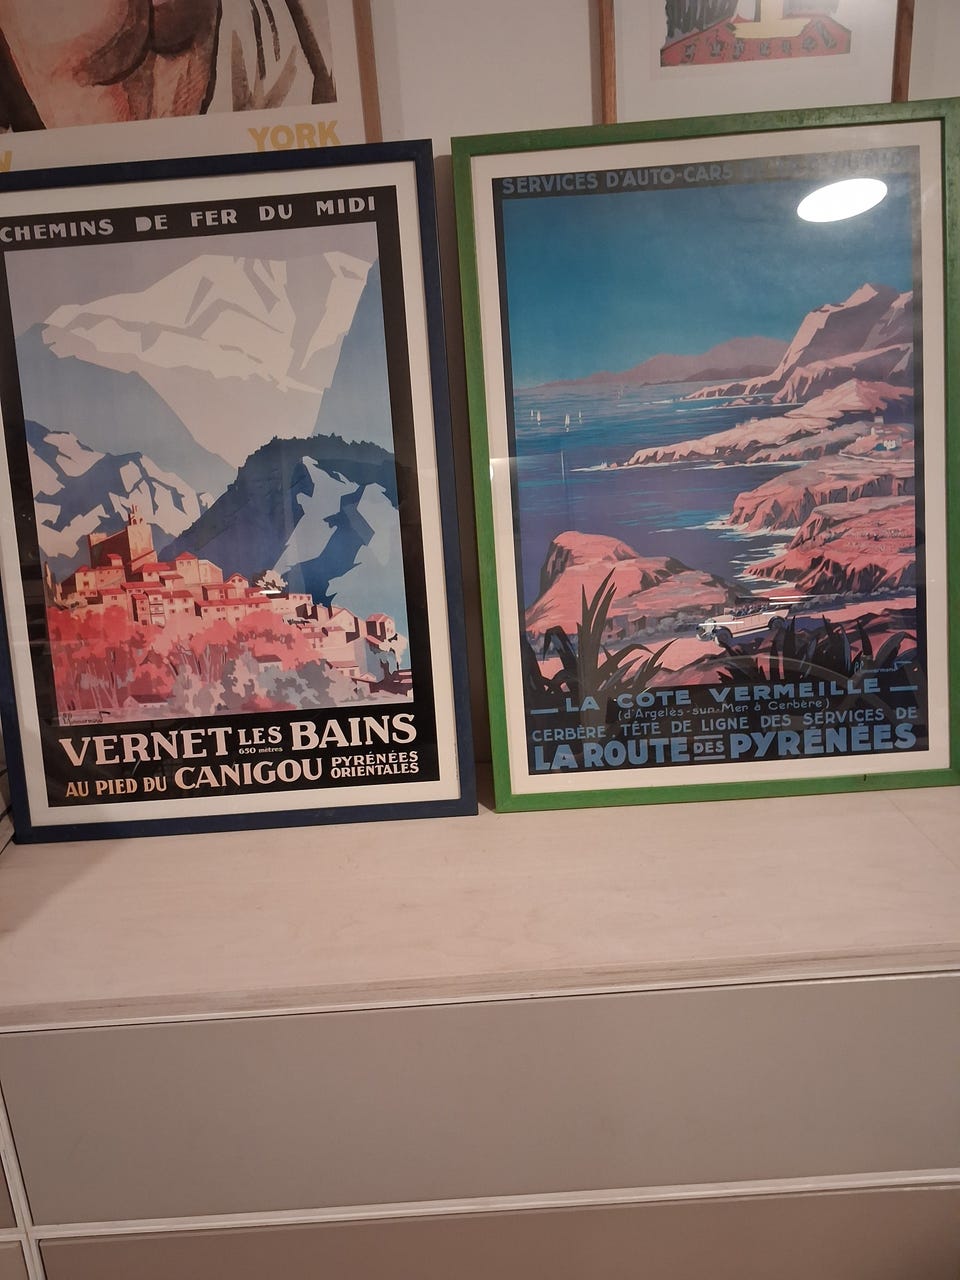 YORK
CHEMINS DE FER DU MIDI
VERNET LES BAINS
650 mètres
AU PIED DU CANIGOU PYRÉNÉES ORIENTALES
SERVICES D'AUTO-CARS
LA CÔTE VERMEILLE
(d'Argelès-sur-Mer à Cerbère)
CERBÈRE, TÊTE DE LIGNE DES SERVICES DE
LA ROUTE DES PYRÉNÉES